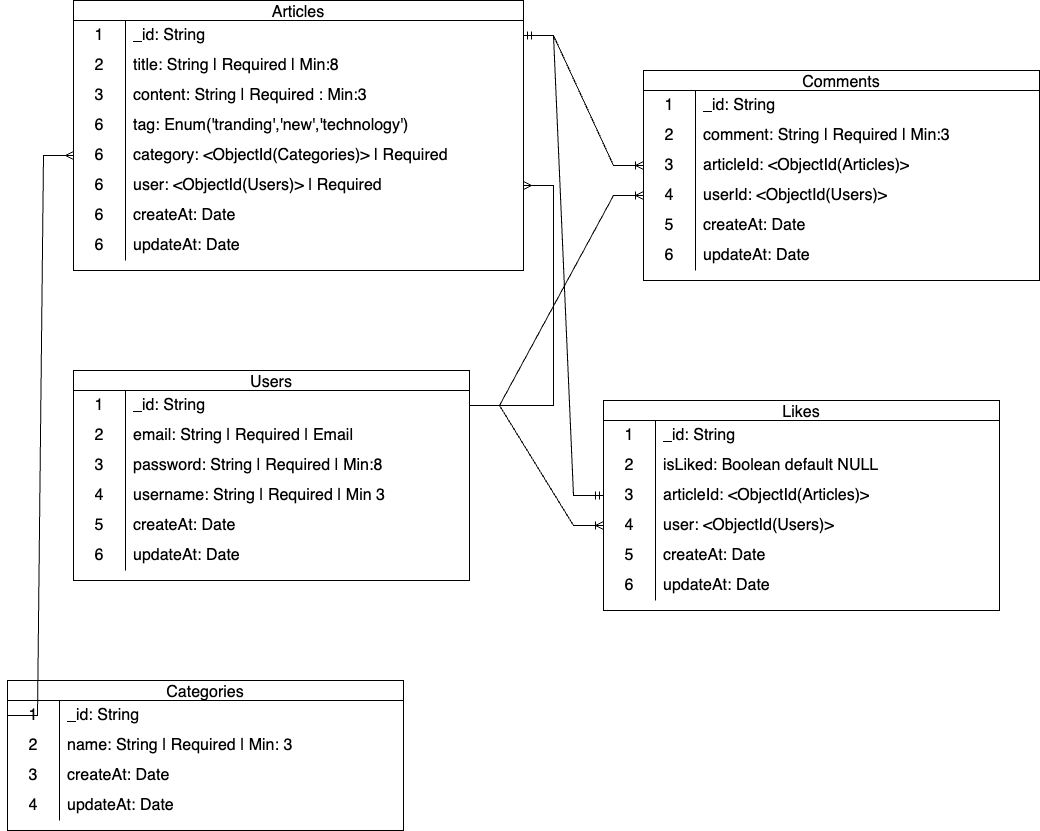 Articles
1 _id: String
2 title: String | Required | Min:8
3 content: String | Required : Min:3
6 tag: Enum('tranding','new','technology')
6 category: <ObjectId(Categories)> | Required
6 user: <ObjectId(Users)> | Required
6 createAt: Date
6 updateAt: Date
Comments
1 _id: String
2 comment: String | Required | Min:3
3 articleId: <ObjectId(Articles)>
4 userId: <ObjectId(Users)>
5 createAt: Date
6 updateAt: Date
Users
1 _id: String
2 email: String | Required | Email
3 password: String | Required | Min:8
4 username: String | Required | Min 3
5 createAt: Date
6 updateAt: Date
Likes
1 _id: String
2 isLiked: Boolean default NULL
3 articleId: <ObjectId(Articles)>
4 user: <ObjectId(Users)>
5 createAt: Date
6 updateAt: Date
Categories
1 _id: String
2 name: String | Required | Min: 3
3 createAt: Date
4 updateAt: Date